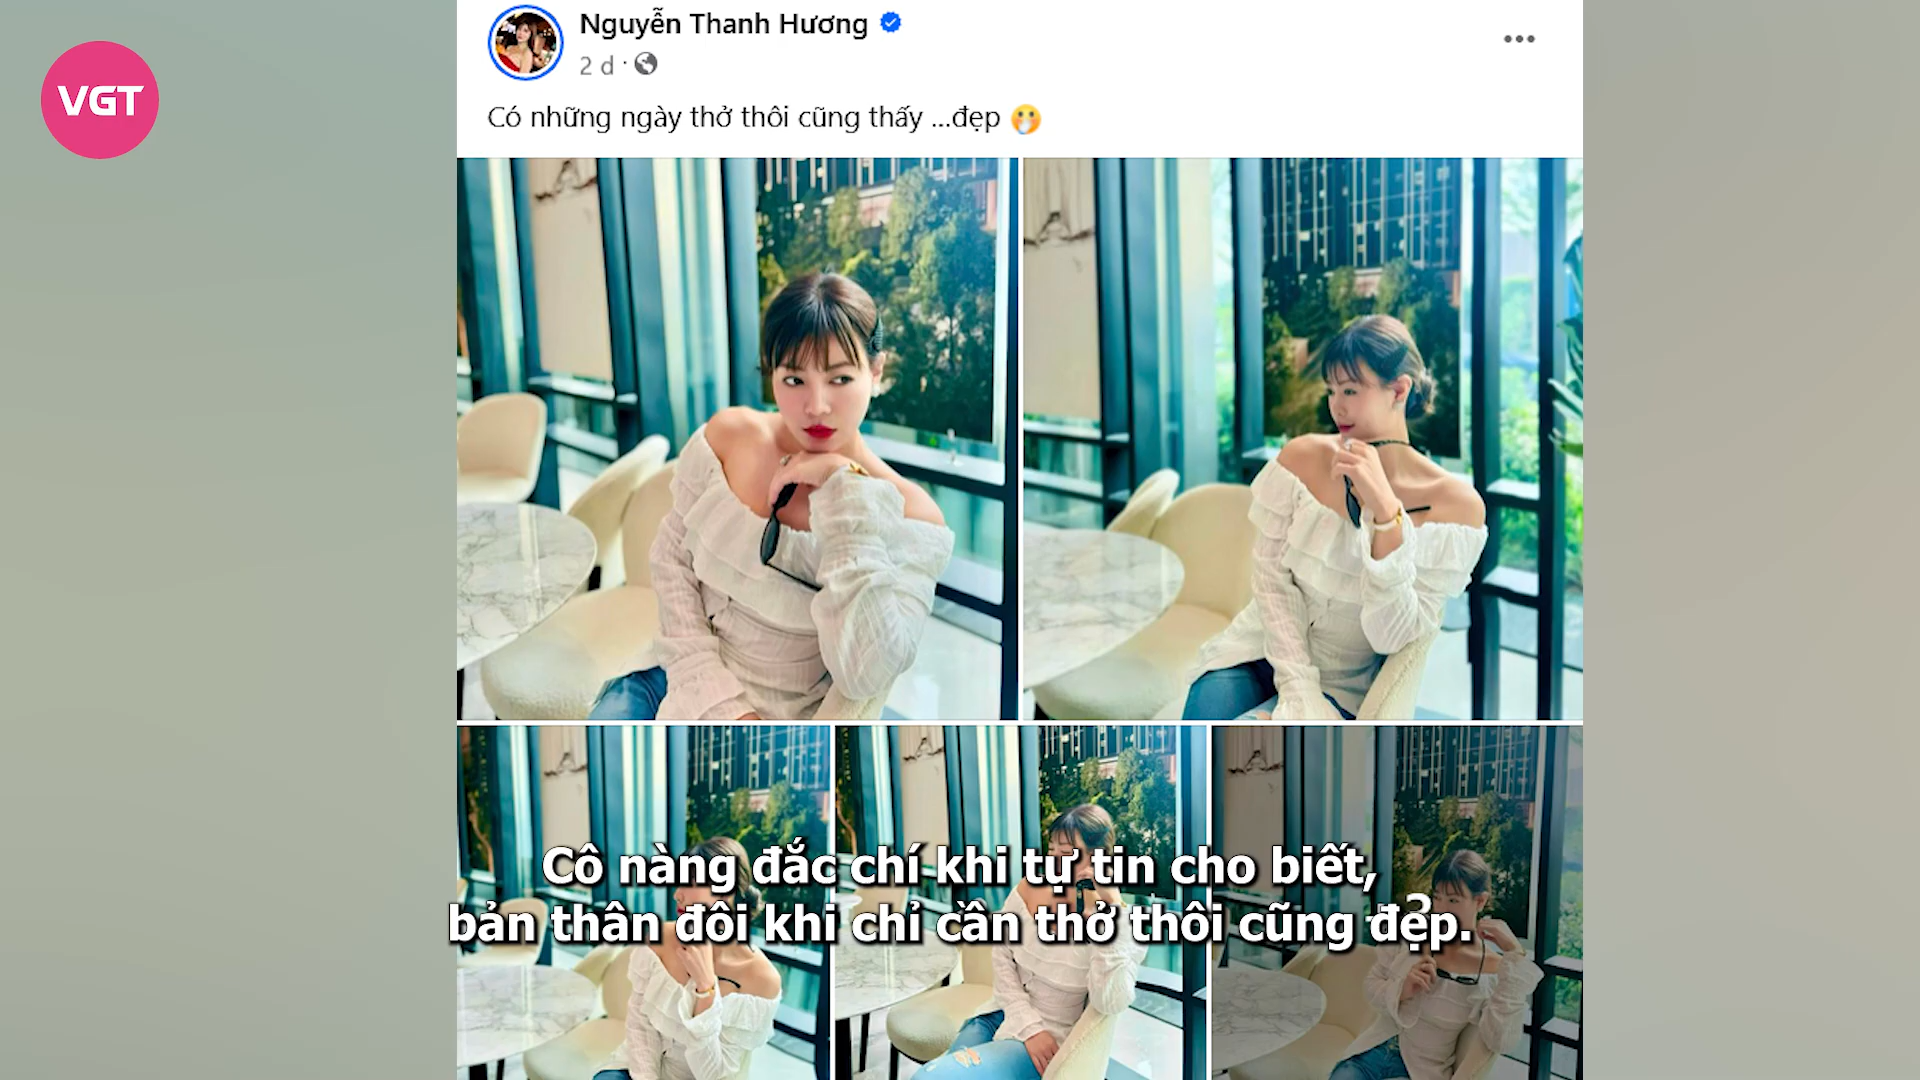 VGT
Nguyễn Thanh Hương
2 d ·
Có những ngày thở thôi cũng thấy ...đẹp
Cô nàng đắc chí khi tự tin cho biết,
bản thân đôi khi chỉ cần thở thôi cũng đẹp.